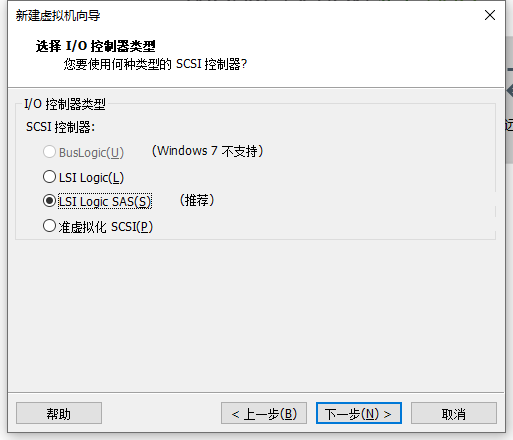 新建虚拟机向导
选择 I/O 控制器类型
您要使用何种类型的 SCSI 控制器?
I/O 控制器类型
SCSI 控制器:
BusLogic(U) (Windows 7 不支持)
LSI Logic(L)
LSI Logic SAS(S) (推荐)
准虚拟化 SCSI(P)
帮助 < 上一步(B) 下一步(N) > 取消
远